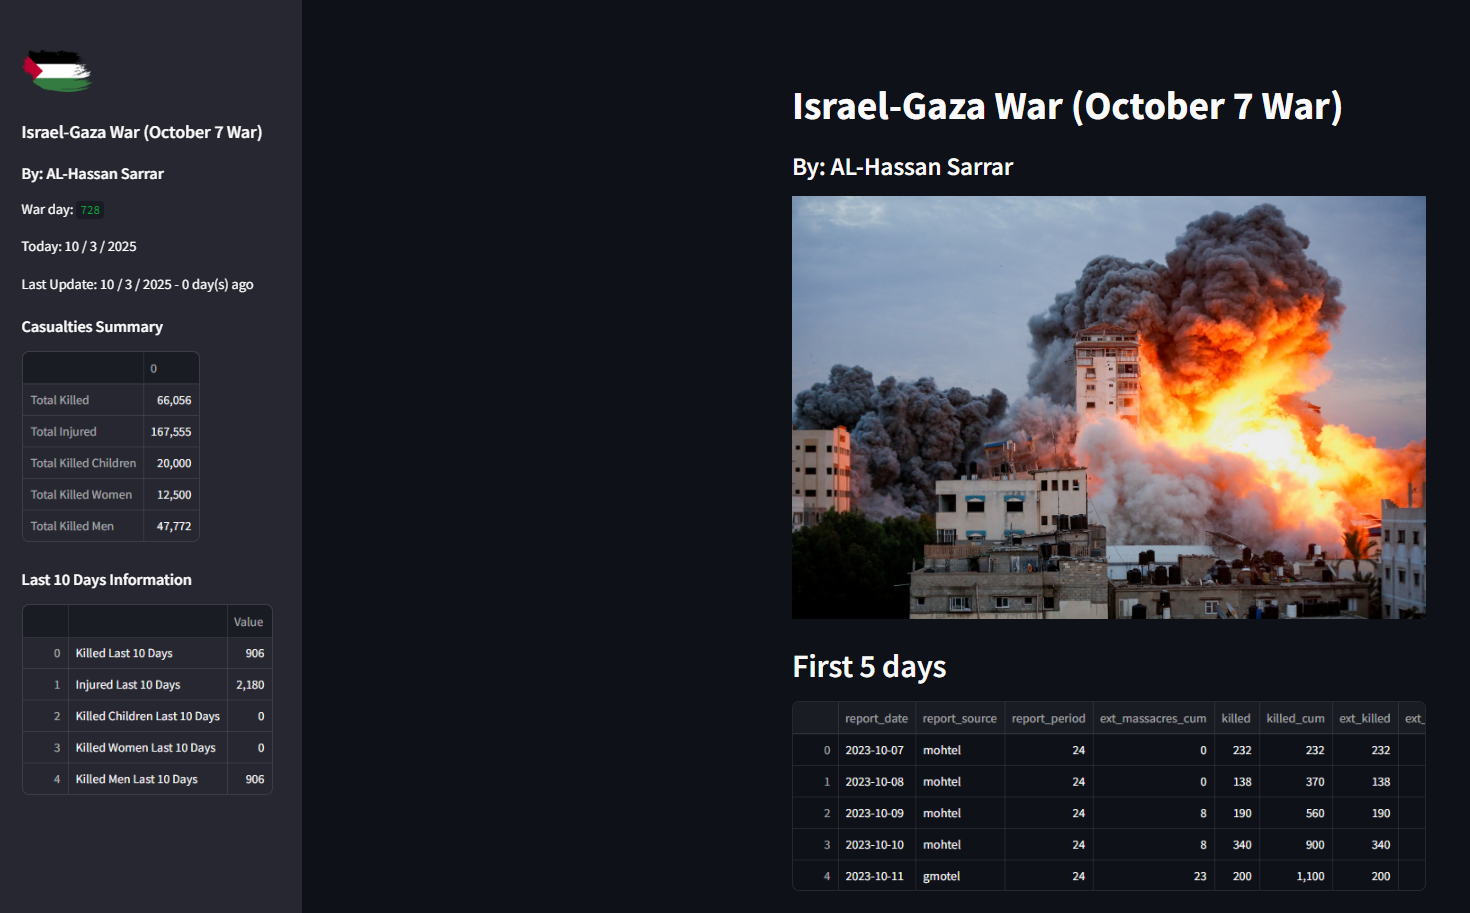 Israel-Gaza War (October 7 War)
By: AL-Hassan Sarrar
War day: 728
Today: 10 / 3 / 2025
Last Update: 10 / 3 / 2025 - 0 day(s) ago
Casualties Summary
0
Total Killed 66,056
Total Injured 167,555
Total Killed Children 20,000
Total Killed Women 12,500
Total Killed Men 47,772
Last 10 Days Information
Value
0 Killed Last 10 Days 906
1 Injured Last 10 Days 2,180
2 Killed Children Last 10 Days 0
3 Killed Women Last 10 Days 0
4 Killed Men Last 10 Days 906
Israel-Gaza War (October 7 War)
By: AL-Hassan Sarrar
First 5 days
report_date report_source report_period ext_massacres_cum killed killed_cum ext_killed ext_
0 2023-10-07 mohtel 24 0 232 232 232
1 2023-10-08 mohtel 24 0 138 370 138
2 2023-10-09 mohtel 24 8 190 560 190
3 2023-10-10 mohtel 24 8 340 900 340
4 2023-10-11 gmotel 24 23 200 1,100 200